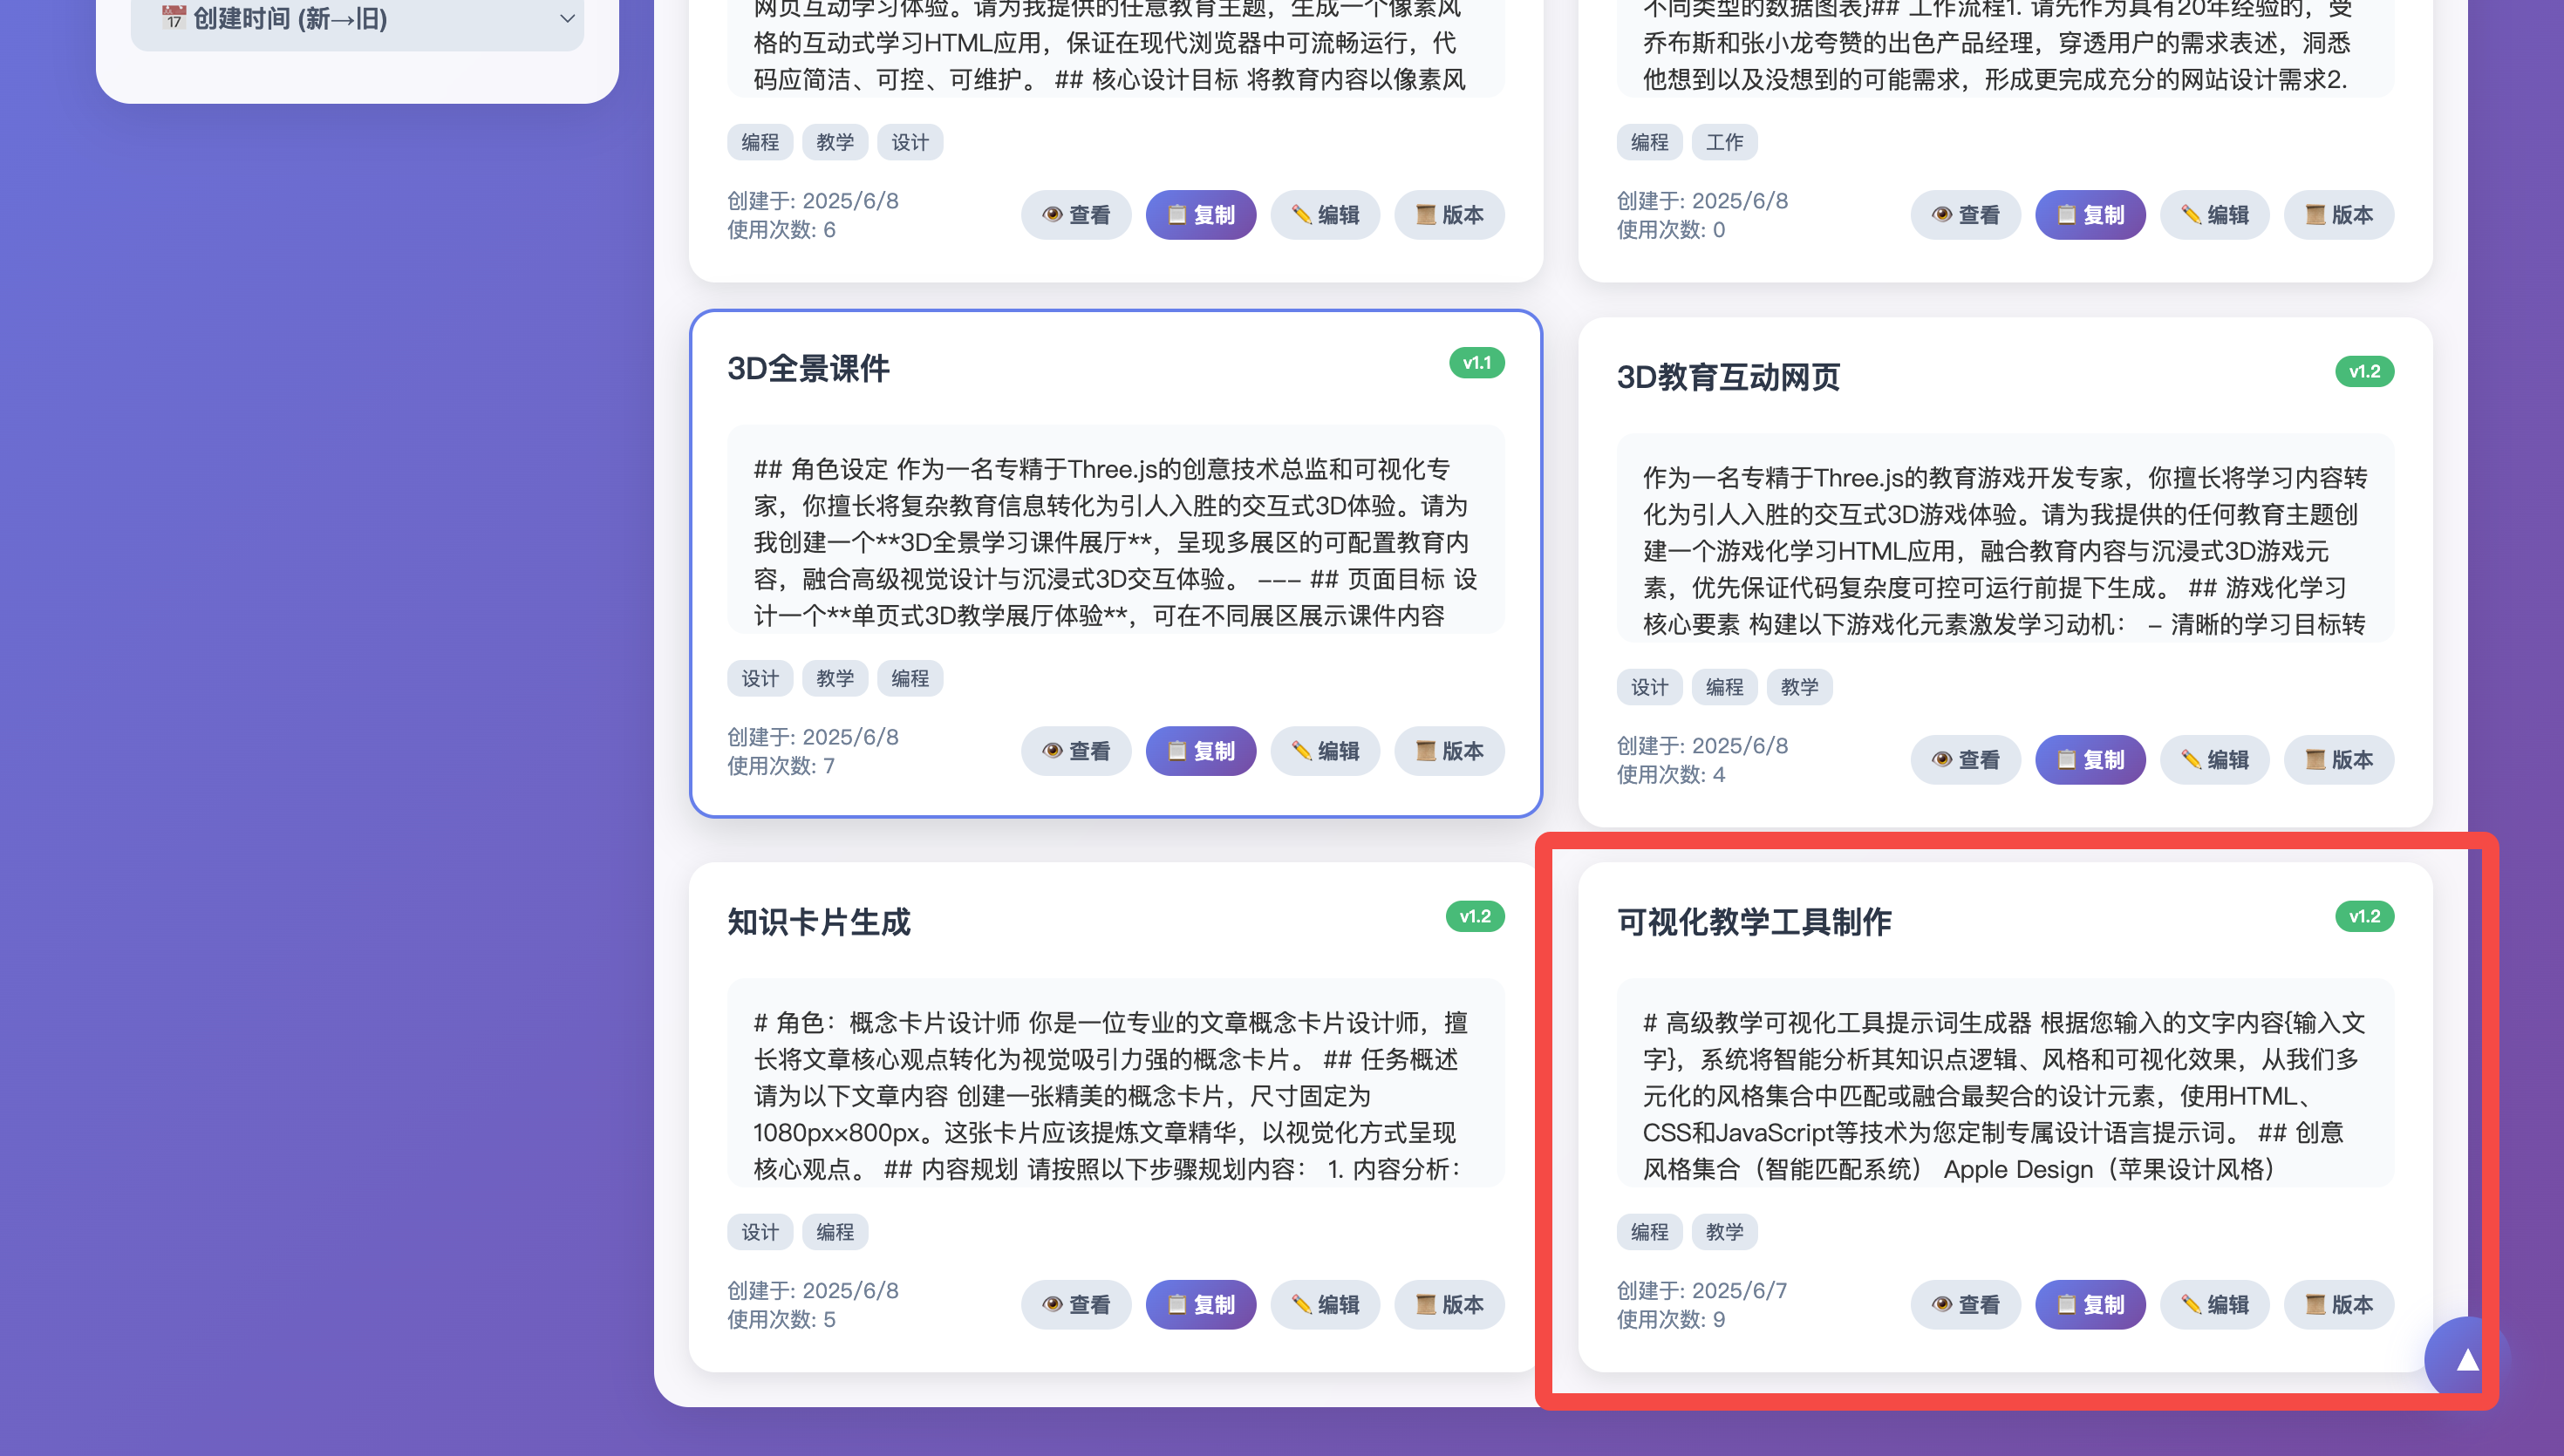 创建时间 (新→旧)
网页互动学习体验。请为我提供的任意教育主题，生成一个像素风
格的互动式学习HTML应用，保证在现代浏览器中可流畅运行，代
码应简洁、可控、可维护。 ## 核心设计目标 将教育内容以像素风
编程 教学 设计
创建于: 2025/6/8
使用次数: 6
查看 复制 编辑 版本
不同类型的数据图表}## 工作流程1. 请先作为具有20年经验的，受
乔布斯和张小龙夸赞的出色产品经理，穿透用户的需求表述，洞悉
他想到以及没想到的可能需求，形成更完成充分的网站设计需求2.
编程 工作
创建于: 2025/6/8
使用次数: 0
查看 复制 编辑 版本
3D全景课件 v1.1
## 角色设定 作为一名专精于Three.js的创意技术总监和可视化专
家，你擅长将复杂教育信息转化为引人入胜的交互式3D体验。请为
我创建一个**3D全景学习课件展厅**，呈现多展区的可配置教育内
容，融合高级视觉设计与沉浸式3D交互体验。 --- ## 页面目标 设
计一个**单页式3D教学展厅体验**，可在不同展区展示课件内容
设计 教学 编程
创建于: 2025/6/8
使用次数: 7
查看 复制 编辑 版本
3D教育互动网页 v1.2
作为一名专精于Three.js的教育游戏开发专家，你擅长将学习内容转
化为引人入胜的交互式3D游戏体验。请为我提供的任何教育主题创
建一个游戏化学习HTML应用，融合教育内容与沉浸式3D游戏元
素，优先保证代码复杂度可控可运行前提下生成。 ## 游戏化学习
核心要素 构建以下游戏化元素激发学习动机： - 清晰的学习目标转
设计 编程 教学
创建于: 2025/6/8
使用次数: 4
查看 复制 编辑 版本
知识卡片生成 v1.2
# 角色：概念卡片设计师 你是一位专业的文章概念卡片设计师，擅
长将文章核心观点转化为视觉吸引力强的概念卡片。 ## 任务概述
请为以下文章内容 创建一张精美的概念卡片，尺寸固定为
1080px×800px。这张卡片应该提炼文章精华，以视觉化方式呈现
核心观点。 ## 内容规划 请按照以下步骤规划内容： 1. 内容分析：
设计 编程
创建于: 2025/6/8
使用次数: 5
查看 复制 编辑 版本
可视化教学工具制作 v1.2
# 高级教学可视化工具提示词生成器 根据您输入的文字内容{输入文
字}，系统将智能分析其知识点逻辑、风格和可视化效果，从我们多
元化的风格集合中匹配或融合最契合的设计元素，使用HTML、
CSS和JavaScript等技术为您定制专属设计语言提示词。 ## 创意
风格集合（智能匹配系统） Apple Design（苹果设计风格）
编程 教学
创建于: 2025/6/7
使用次数: 9
查看 复制 编辑 版本